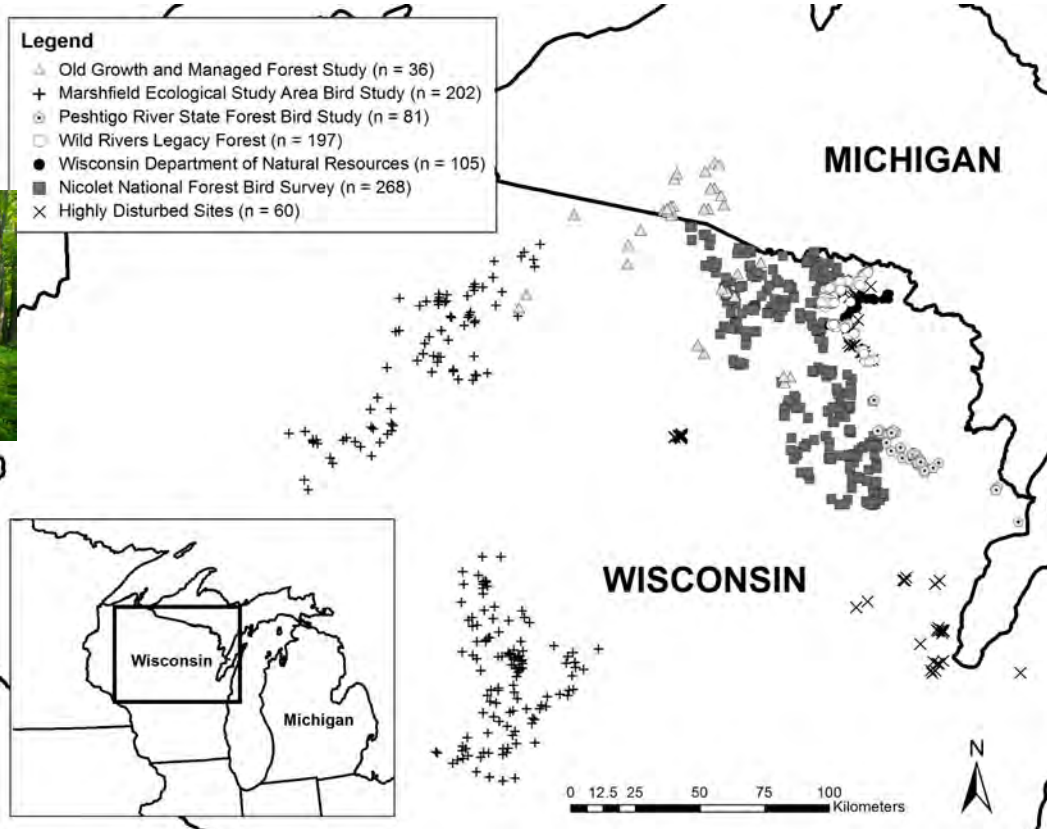 Legend
Old Growth and Managed Forest Study (n = 36)
Marshfield Ecological Study Area Bird Study (n = 202)
Peshtigo River State Forest Bird Study (n = 81)
Wild Rivers Legacy Forest (n = 197)
Wisconsin Department of Natural Resources (n = 105)
Nicolet National Forest Bird Survey (n = 268)
Highly Disturbed Sites (n = 60)
MICHIGAN
WISCONSIN
Wisconsin
Michigan
N
0 12.5 25 50 75 100
Kilometers